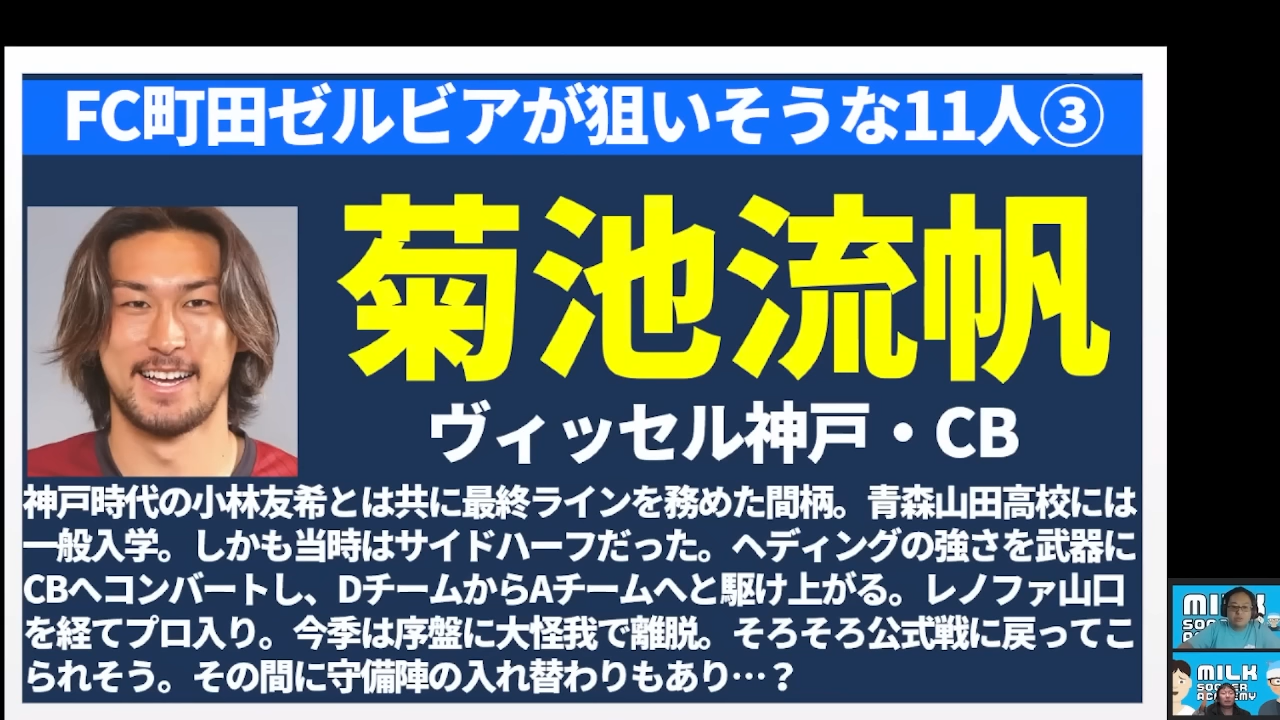 FC町田ゼルビアが狙いそうな11人③
菊池流帆
ヴィッセル神戸・CB
神戸時代の小林友希とは共に最終ラインを務めた間柄。青森山田高校には
一般入学。しかも当時はサイドハーフだった。ヘディングの強さを武器に
CBへコンバートし、DチームからAチームへと駆け上がる。レノファ山口
を経てプロ入り。今季は序盤に大怪我で離脱。そろそろ公式戦に戻ってこ
られそう。その間に守備陣の入れ替わりもあり…？
MILK
SOCCER
ACADEMY